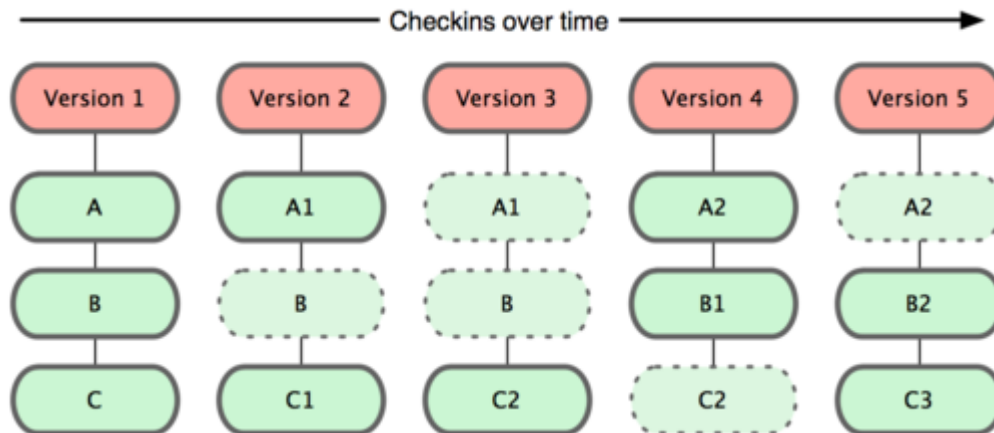 Checkins over time
Version 1 Version 2 Version 3 Version 4 Version 5
A A1 A1 A2 A2
B B B B1 B2
C C1 C2 C2 C3